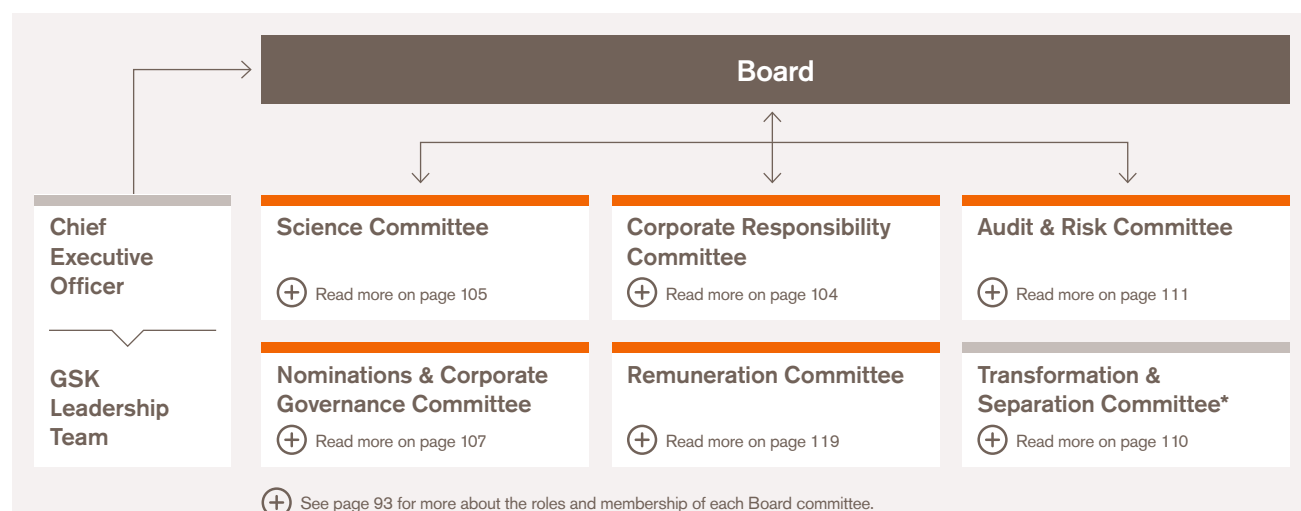 Board
Chief
Executive
Officer
GSK
Leadership
Team
Science Committee
Read more on page 105
Corporate Responsibility
Committee
Read more on page 104
Audit & Risk Committee
Read more on page 111
Nominations & Corporate
Governance Committee
Read more on page 107
Remuneration Committee
Read more on page 119
Transformation &
Separation Committee*
Read more on page 110
See page 93 for more about the roles and membership of each Board committee.